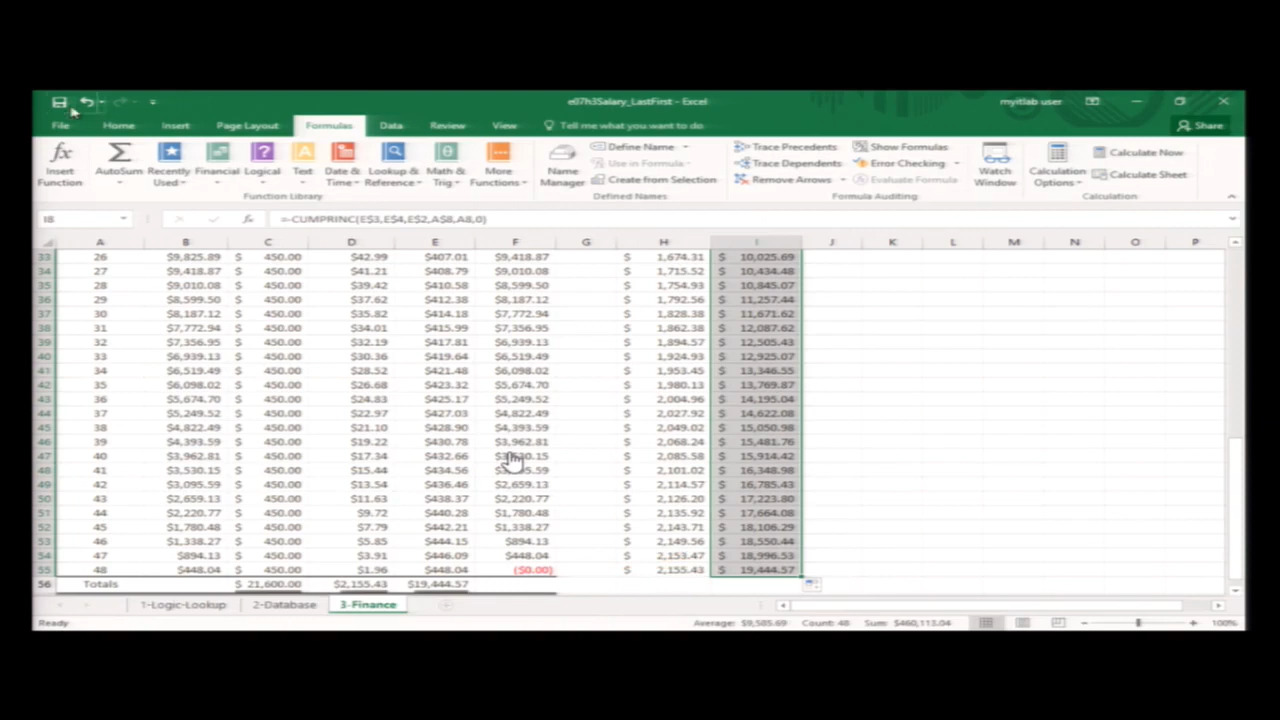 e07h3Salary_LastFirst - Excel
myitlab user
File Home Insert Page Layout Formulas Data Review View Tell me what you want to do Share
fx Σ ? A θ
Insert Function
AutoSum
Recently Used
Financial
Logical
Text
Date & Time
Lookup & Reference
Math & Trig
More Functions
Function Library
Name Manager
Define Name
Use in Formula
Create from Selection
Defined Names
Trace Precedents
Trace Dependents
Remove Arrows
Show Formulas
Error Checking
Evaluate Formula
Formula Auditing
Watch Window
Calculation Options
Calculate Now
Calculate Sheet
Calculation
I8 fx =-CUMPRINC(E$3,E$4,E$2,A$8,A8,0)
A B C D E F G H I J K L M N O P
33 26 $9,825.89 $ 450.00 $42.99 $407.01 $9,418.87 $ 1,674.31 $ 10,025.69
34 27 $9,418.87 $ 450.00 $41.21 $408.79 $9,010.08 $ 1,715.52 $ 10,434.48
35 28 $9,010.08 $ 450.00 $39.42 $410.58 $8,599.50 $ 1,754.93 $ 10,845.07
36 29 $8,599.50 $ 450.00 $37.62 $412.38 $8,187.12 $ 1,792.56 $ 11,257.44
37 30 $8,187.12 $ 450.00 $35.82 $414.18 $7,772.94 $ 1,828.38 $ 11,671.62
38 31 $7,772.94 $ 450.00 $34.01 $415.99 $7,356.95 $ 1,862.38 $ 12,087.62
39 32 $7,356.95 $ 450.00 $32.19 $417.81 $6,939.13 $ 1,894.57 $ 12,505.43
40 33 $6,939.13 $ 450.00 $30.36 $419.64 $6,519.49 $ 1,924.93 $ 12,925.07
41 34 $6,519.49 $ 450.00 $28.52 $421.48 $6,098.02 $ 1,953.45 $ 13,346.55
42 35 $6,098.02 $ 450.00 $26.68 $423.32 $5,674.70 $ 1,980.13 $ 13,769.87
43 36 $5,674.70 $ 450.00 $24.83 $425.17 $5,249.52 $ 2,004.96 $ 14,195.04
44 37 $5,249.52 $ 450.00 $22.97 $427.03 $4,822.49 $ 2,027.92 $ 14,622.08
45 38 $4,822.49 $ 450.00 $21.10 $428.90 $4,393.59 $ 2,049.02 $ 15,050.98
46 39 $4,393.59 $ 450.00 $19.22 $430.78 $3,962.81 $ 2,068.24 $ 15,481.76
47 40 $3,962.81 $ 450.00 $17.34 $432.66 $ 2,085.58 $ 15,914.42
48 41 $3,530.15 $ 450.00 $15.44 $434.56 $ 2,101.02 $ 16,348.98
49 42 $3,095.59 $ 450.00 $13.54 $436.46 $2,659.13 $ 2,114.57 $ 16,785.43
50 43 $2,659.13 $ 450.00 $11.63 $438.37 $2,220.77 $ 2,126.20 $ 17,223.80
51 44 $2,220.77 $ 450.00 $9.72 $440.28 $1,780.48 $ 2,135.92 $ 17,664.08
52 45 $1,780.48 $ 450.00 $7.79 $442.21 $1,338.27 $ 2,143.71 $ 18,106.29
53 46 $1,338.27 $ 450.00 $5.85 $444.15 $894.13 $ 2,149.56 $ 18,550.44
54 47 $894.13 $ 450.00 $3.91 $446.09 $448.04 $ 2,153.47 $ 18,996.53
55 48 $448.04 $ 450.00 $1.96 $448.04 ($0.00) $ 2,155.43 $ 19,444.57
56 Totals $ 21,600.00 $2,155.43 $19,444.57
1-Logic-Lookup 2-Database 3-Finance
Ready Average: $9,585.69 Count: 48 Sum: $460,113.04 100%